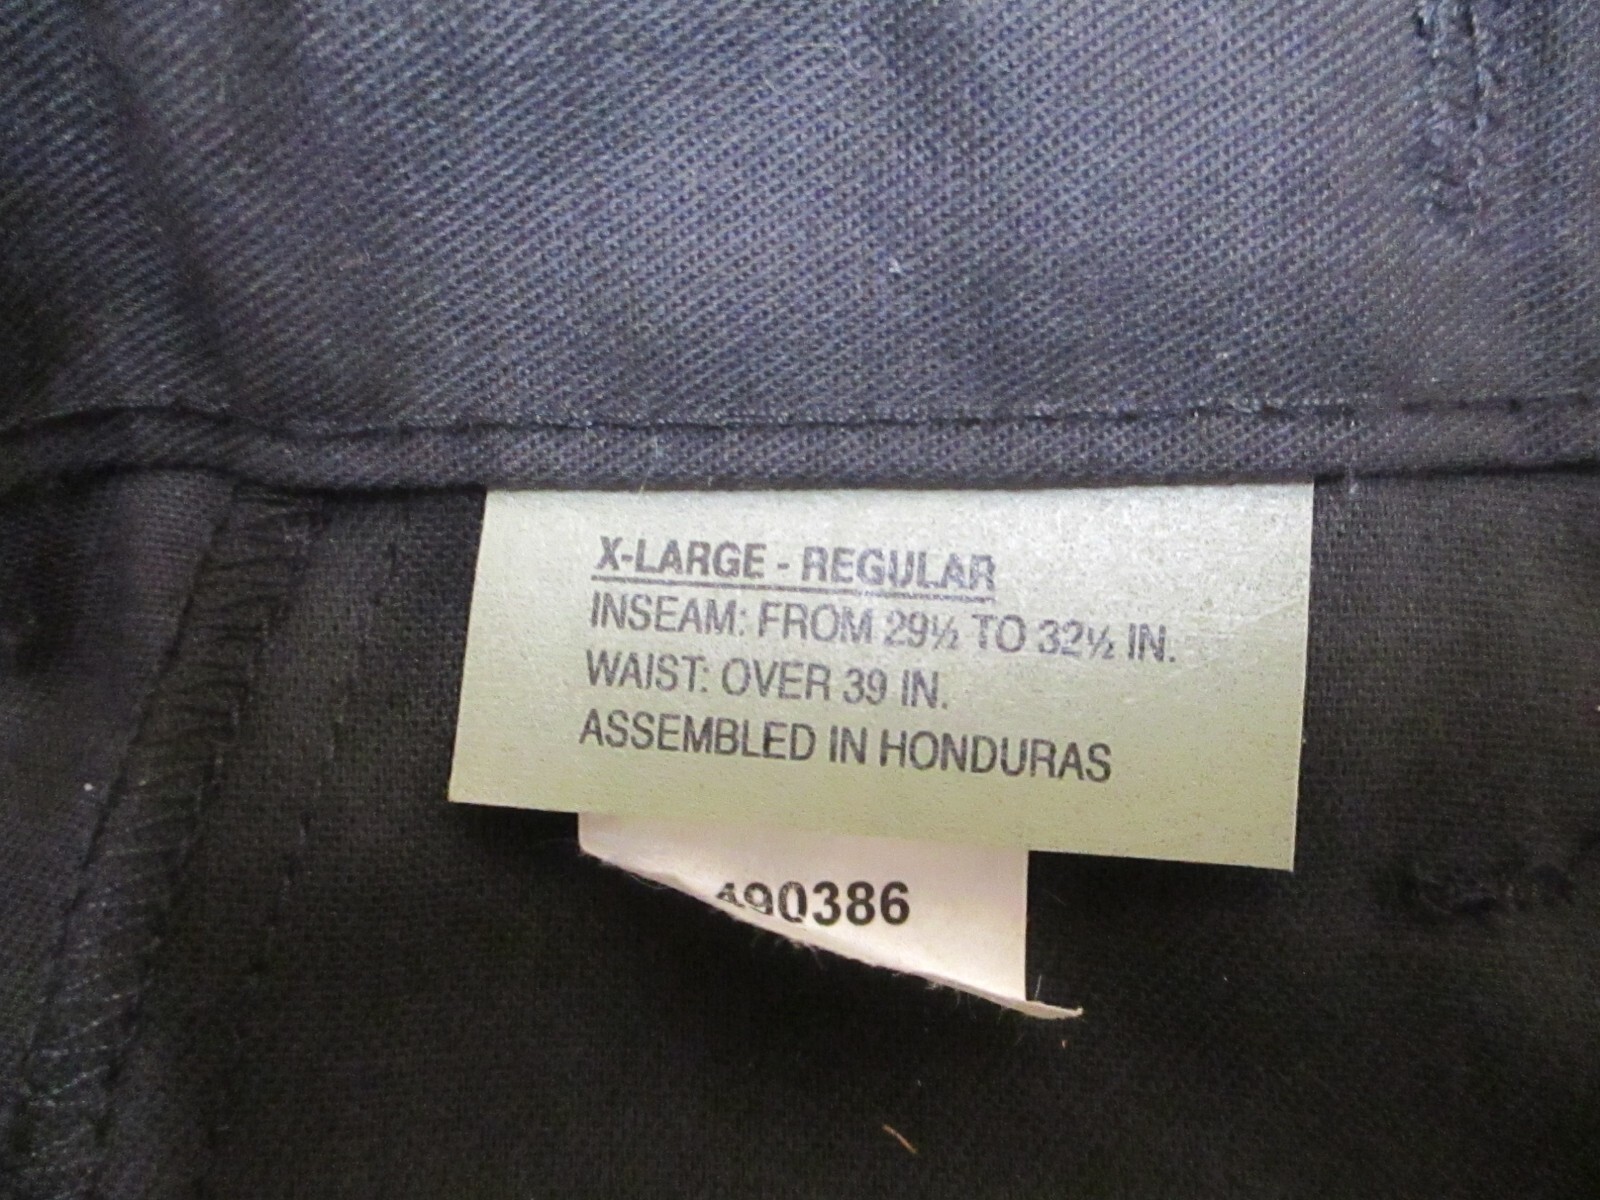 X-LARGE - REGULAR
INSEAM: FROM 29½ TO 32½ IN.
WAIST: OVER 39 IN.
ASSEMBLED IN HONDURAS
490386